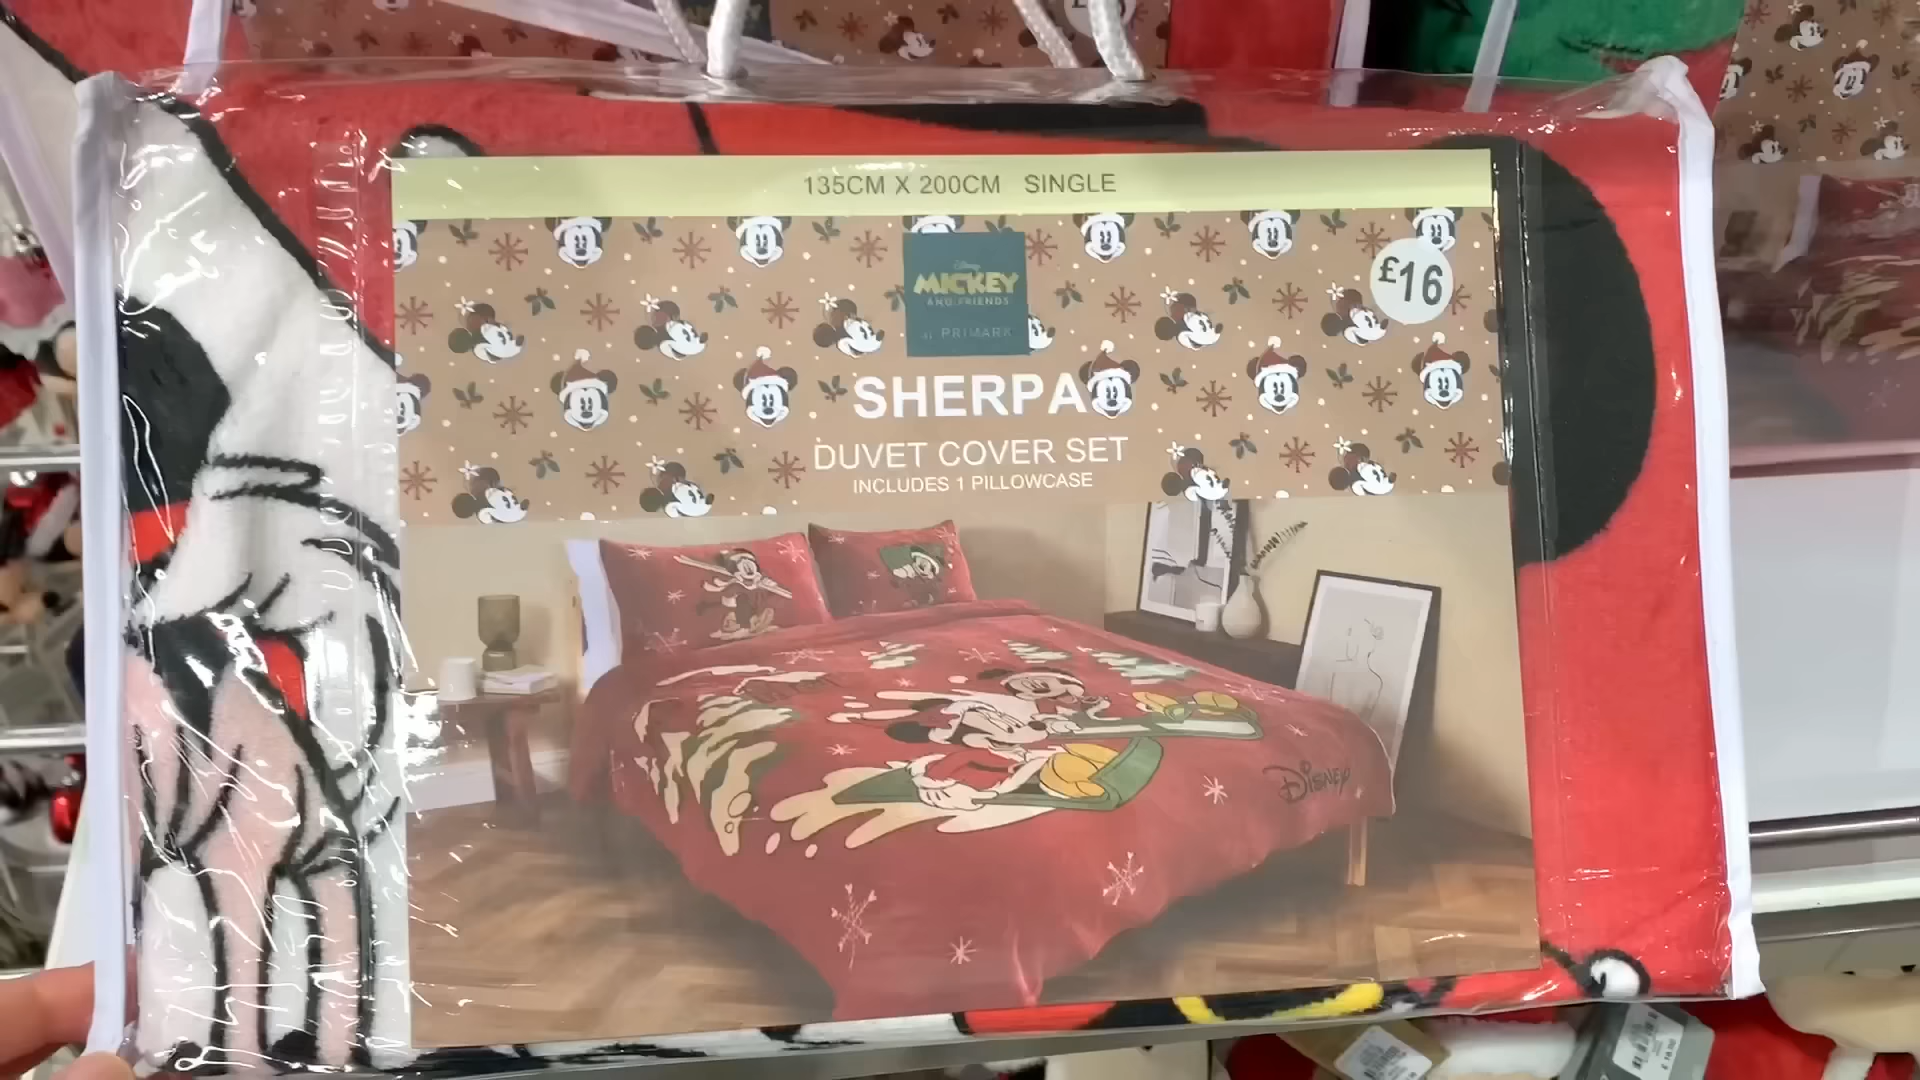 135CM X 200CM SINGLE
Disney
MICKEY
AND FRIENDS
at PRIMARK
£16
SHERPA
DUVET COVER SET
INCLUDES 1 PILLOWCASE
Disney